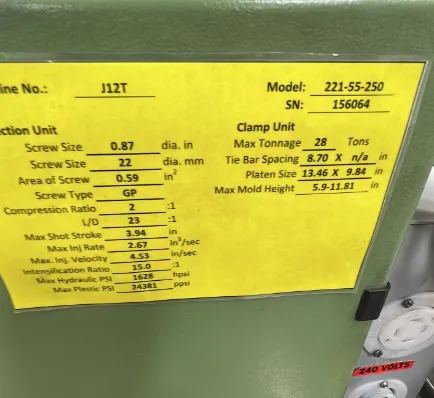 ine No.: J12T
Model: 221-55-250
SN: 156064
ection Unit
Screw Size 0.87 dia. in
Screw Size 22 dia. mm
Area of Screw 0.59 in²
Screw Type GP
Compression Ratio 2 :1
L/D 23 :1
Max Shot Stroke 3.94 in
Max Inj Rate 2.67 in³/sec
Max. Inj. Velocity 4.53 in/sec
Intensification Ratio 15.0 :1
Max Hydraulic PSI 1628 hpsi
Max Plastic PSI 24381 ppsi
Clamp Unit
Max Tonnage 28 Tons
Tie Bar Spacing 8.70 X n/a in
Platen Size 13.46 X 9.84 in
Max Mold Height 5.9-11.81 in
240 VOLTS